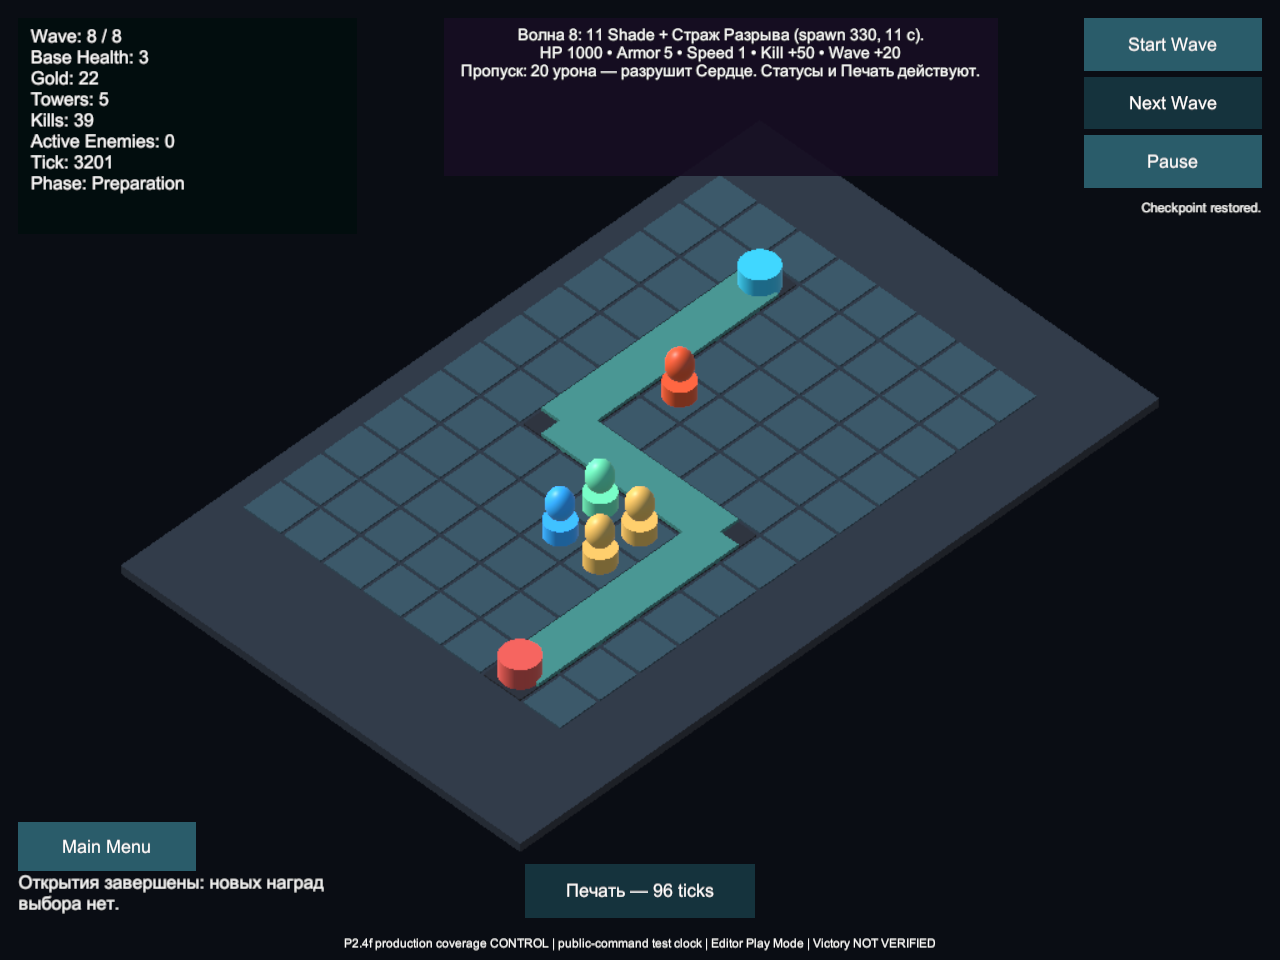 Wave: 8 / 8
Base Health: 3
Gold: 22
Towers: 5
Kills: 39
Active Enemies: 0
Tick: 3201
Phase: Preparation
Волна 8: 11 Shade + Страж Разрыва (spawn 330, 11 с).
HP 1000 • Armor 5 • Speed 1 • Kill +50 • Wave +20
Пропуск: 20 урона — разрушит Сердце. Статусы и Печать действуют.
Start Wave
Next Wave
Pause
Checkpoint restored.
Main Menu
Открытия завершены: новых наград
выбора нет.
Печать — 96 ticks
P2.4f production coverage CONTROL | public-command test clock | Editor Play Mode | Victory NOT VERIFIED